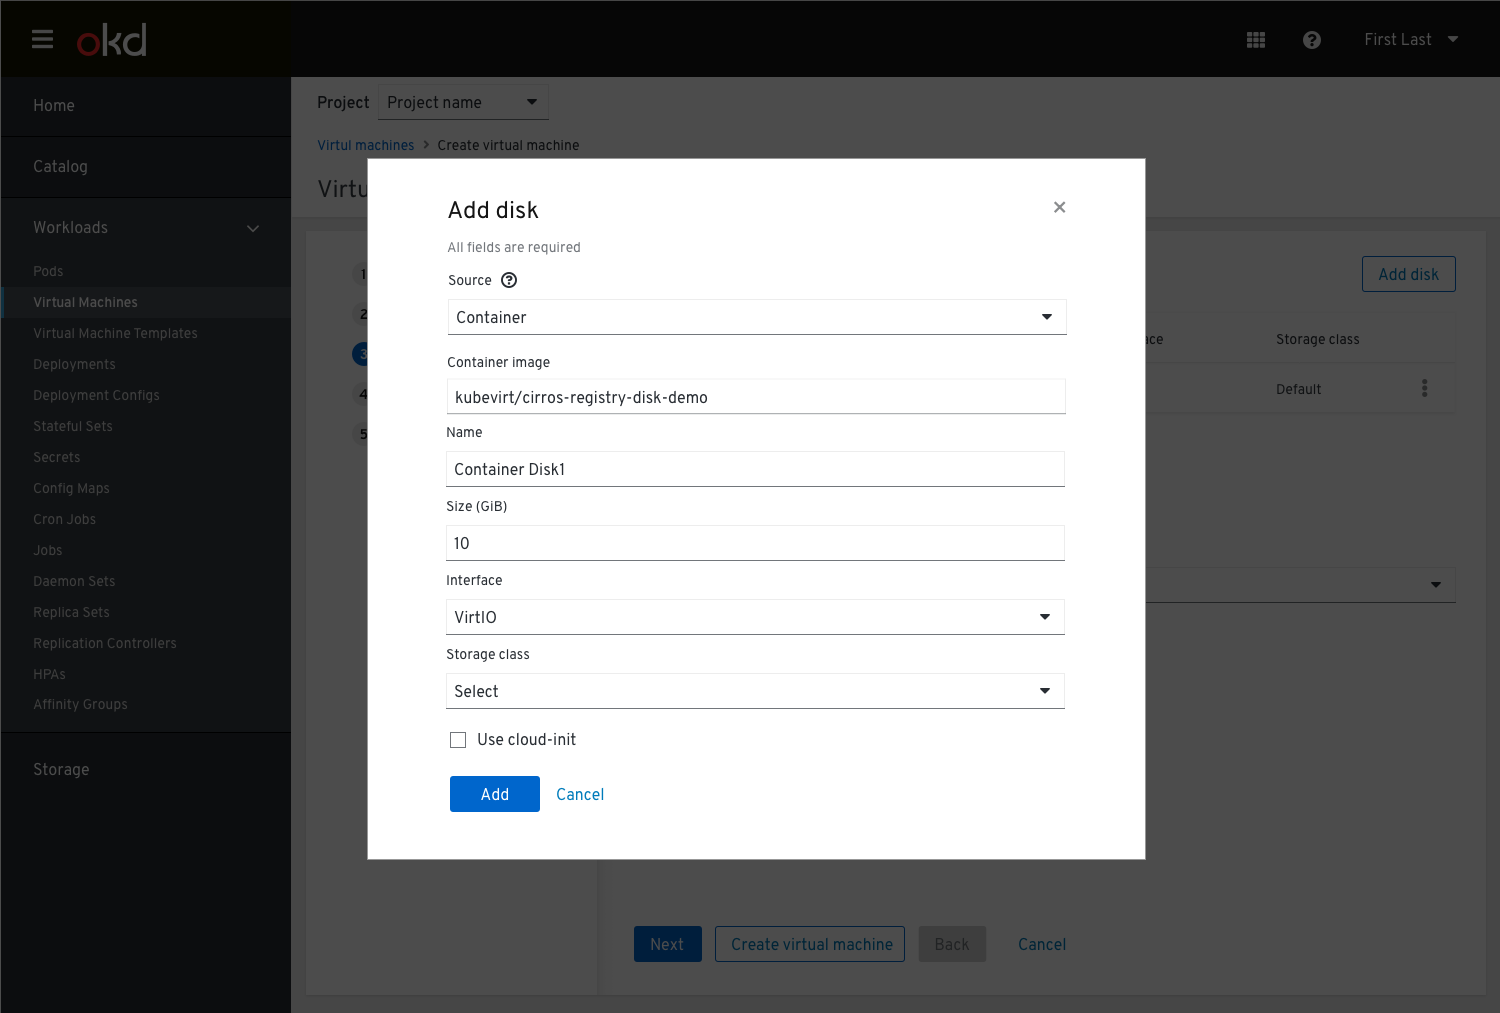 okd
First Last
Home
Catalog
Workloads
Pods
Virtual Machines
Virtual Machine Templates
Deployments
Deployment Configs
Stateful Sets
Secrets
Config Maps
Cron Jobs
Jobs
Daemon Sets
Replica Sets
Replication Controllers
HPAs
Affinity Groups
Storage
Project Project name
Virtul machines > Create virtual machine
1
2
3
4
5
Add disk
Storage class
Default
Add disk
All fields are required
Source
Container
Container image
kubevirt/cirros-registry-disk-demo
Name
Container Disk1
Size (GiB)
10
Interface
VirtIO
Storage class
Select
Use cloud-init
Add Cancel
Next Create virtual machine Back Cancel